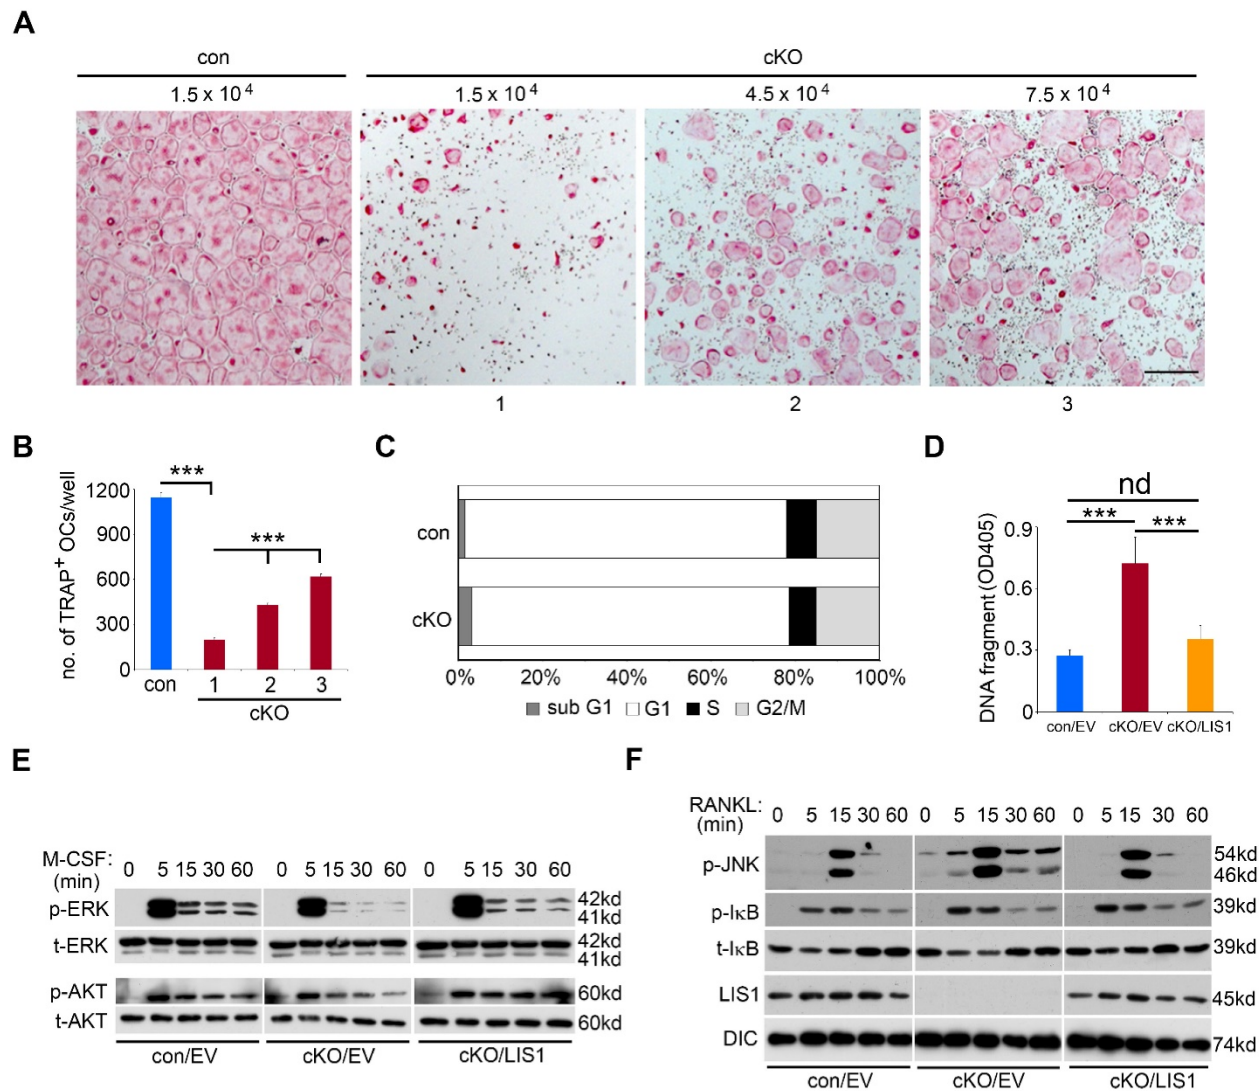 A
con
cKO
1.5 x 10⁴
1.5 x 10⁴
4.5 x 10⁴
7.5 x 10⁴
1
2
3
B
no. of TRAP⁺ OCs/well
1200
900
600
300
0
***
***
con
1
2
3
cKO
C
con
cKO
0% 20% 40% 60% 80% 100%
sub G1 G1 S G2/M
D
DNA fragment (OD405)
nd
*** ***
0.9
0.6
0.3
0
con/EV cKO/EV cKO/LIS1
E
M-CSF: 0 5 15 30 60 0 5 15 30 60 0 5 15 30 60
(min)
p-ERK 42kd
41kd
t-ERK 42kd
41kd
p-AKT 60kd
t-AKT 60kd
con/EV cKO/EV cKO/LIS1
F
RANKL: 0 5 15 30 60 0 5 15 30 60 0 5 15 30 60
(min)
p-JNK 54kd
46kd
p-IκB 39kd
t-IκB 39kd
LIS1 45kd
DIC 74kd
con/EV cKO/EV cKO/LIS1